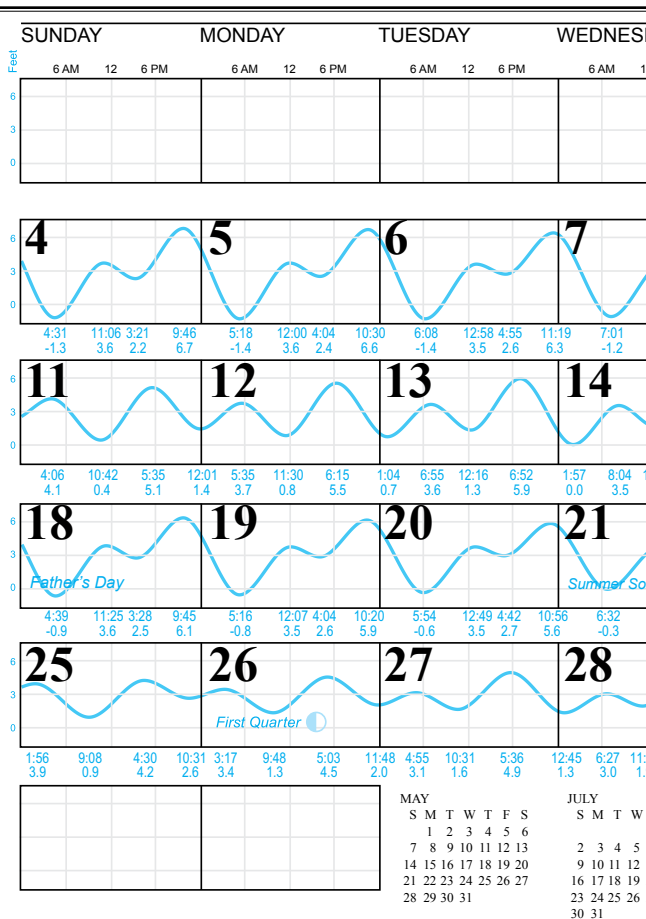 SUNDAY MONDAY TUESDAY WEDNES
Feet
6 AM 12 6 PM 6 AM 12 6 PM 6 AM 12 6 PM 6 AM 1
6
3
0
4 5 6 7
6
3
0
4:31 11:06 3:21 9:46 5:18 12:00 4:04 10:30 6:08 12:58 4:55 11:19 7:01
-1.3 3.6 2.2 6.7 -1.4 3.6 2.4 6.6 -1.4 3.5 2.6 6.3 -1.2
11 12 13 14
6
3
0
4:06 10:42 5:35 12:01 5:35 11:30 6:15 1:04 6:55 12:16 6:52 1:57 8:04 1
4.1 0.4 5.1 1.4 3.7 0.8 5.5 0.7 3.6 1.3 5.9 0.0 3.5
18 19 20 21
6
3
0
Father's Day Summer So
4:39 11:25 3:28 9:45 5:16 12:07 4:04 10:20 5:54 12:49 4:42 10:56 6:32
-0.9 3.6 2.5 6.1 -0.8 3.5 2.6 5.9 -0.6 3.5 2.7 5.6 -0.3
25 26 27 28
6
3
0
First Quarter
1:56 9:08 4:30 10:31 3:17 9:48 5:03 11:48 4:55 10:31 5:36 12:45 6:27 11:
3.9 0.9 4.2 2.6 3.4 1.3 4.5 2.0 3.1 1.6 4.9 1.3 3.0 1.
MAY
S M T W T F S
1 2 3 4 5 6
7 8 9 10 11 12 13
14 15 16 17 18 19 20
21 22 23 24 25 26 27
28 29 30 31
JULY
S M T W
2 3 4 5
9 10 11 12
16 17 18 19
23 24 25 26
30 31